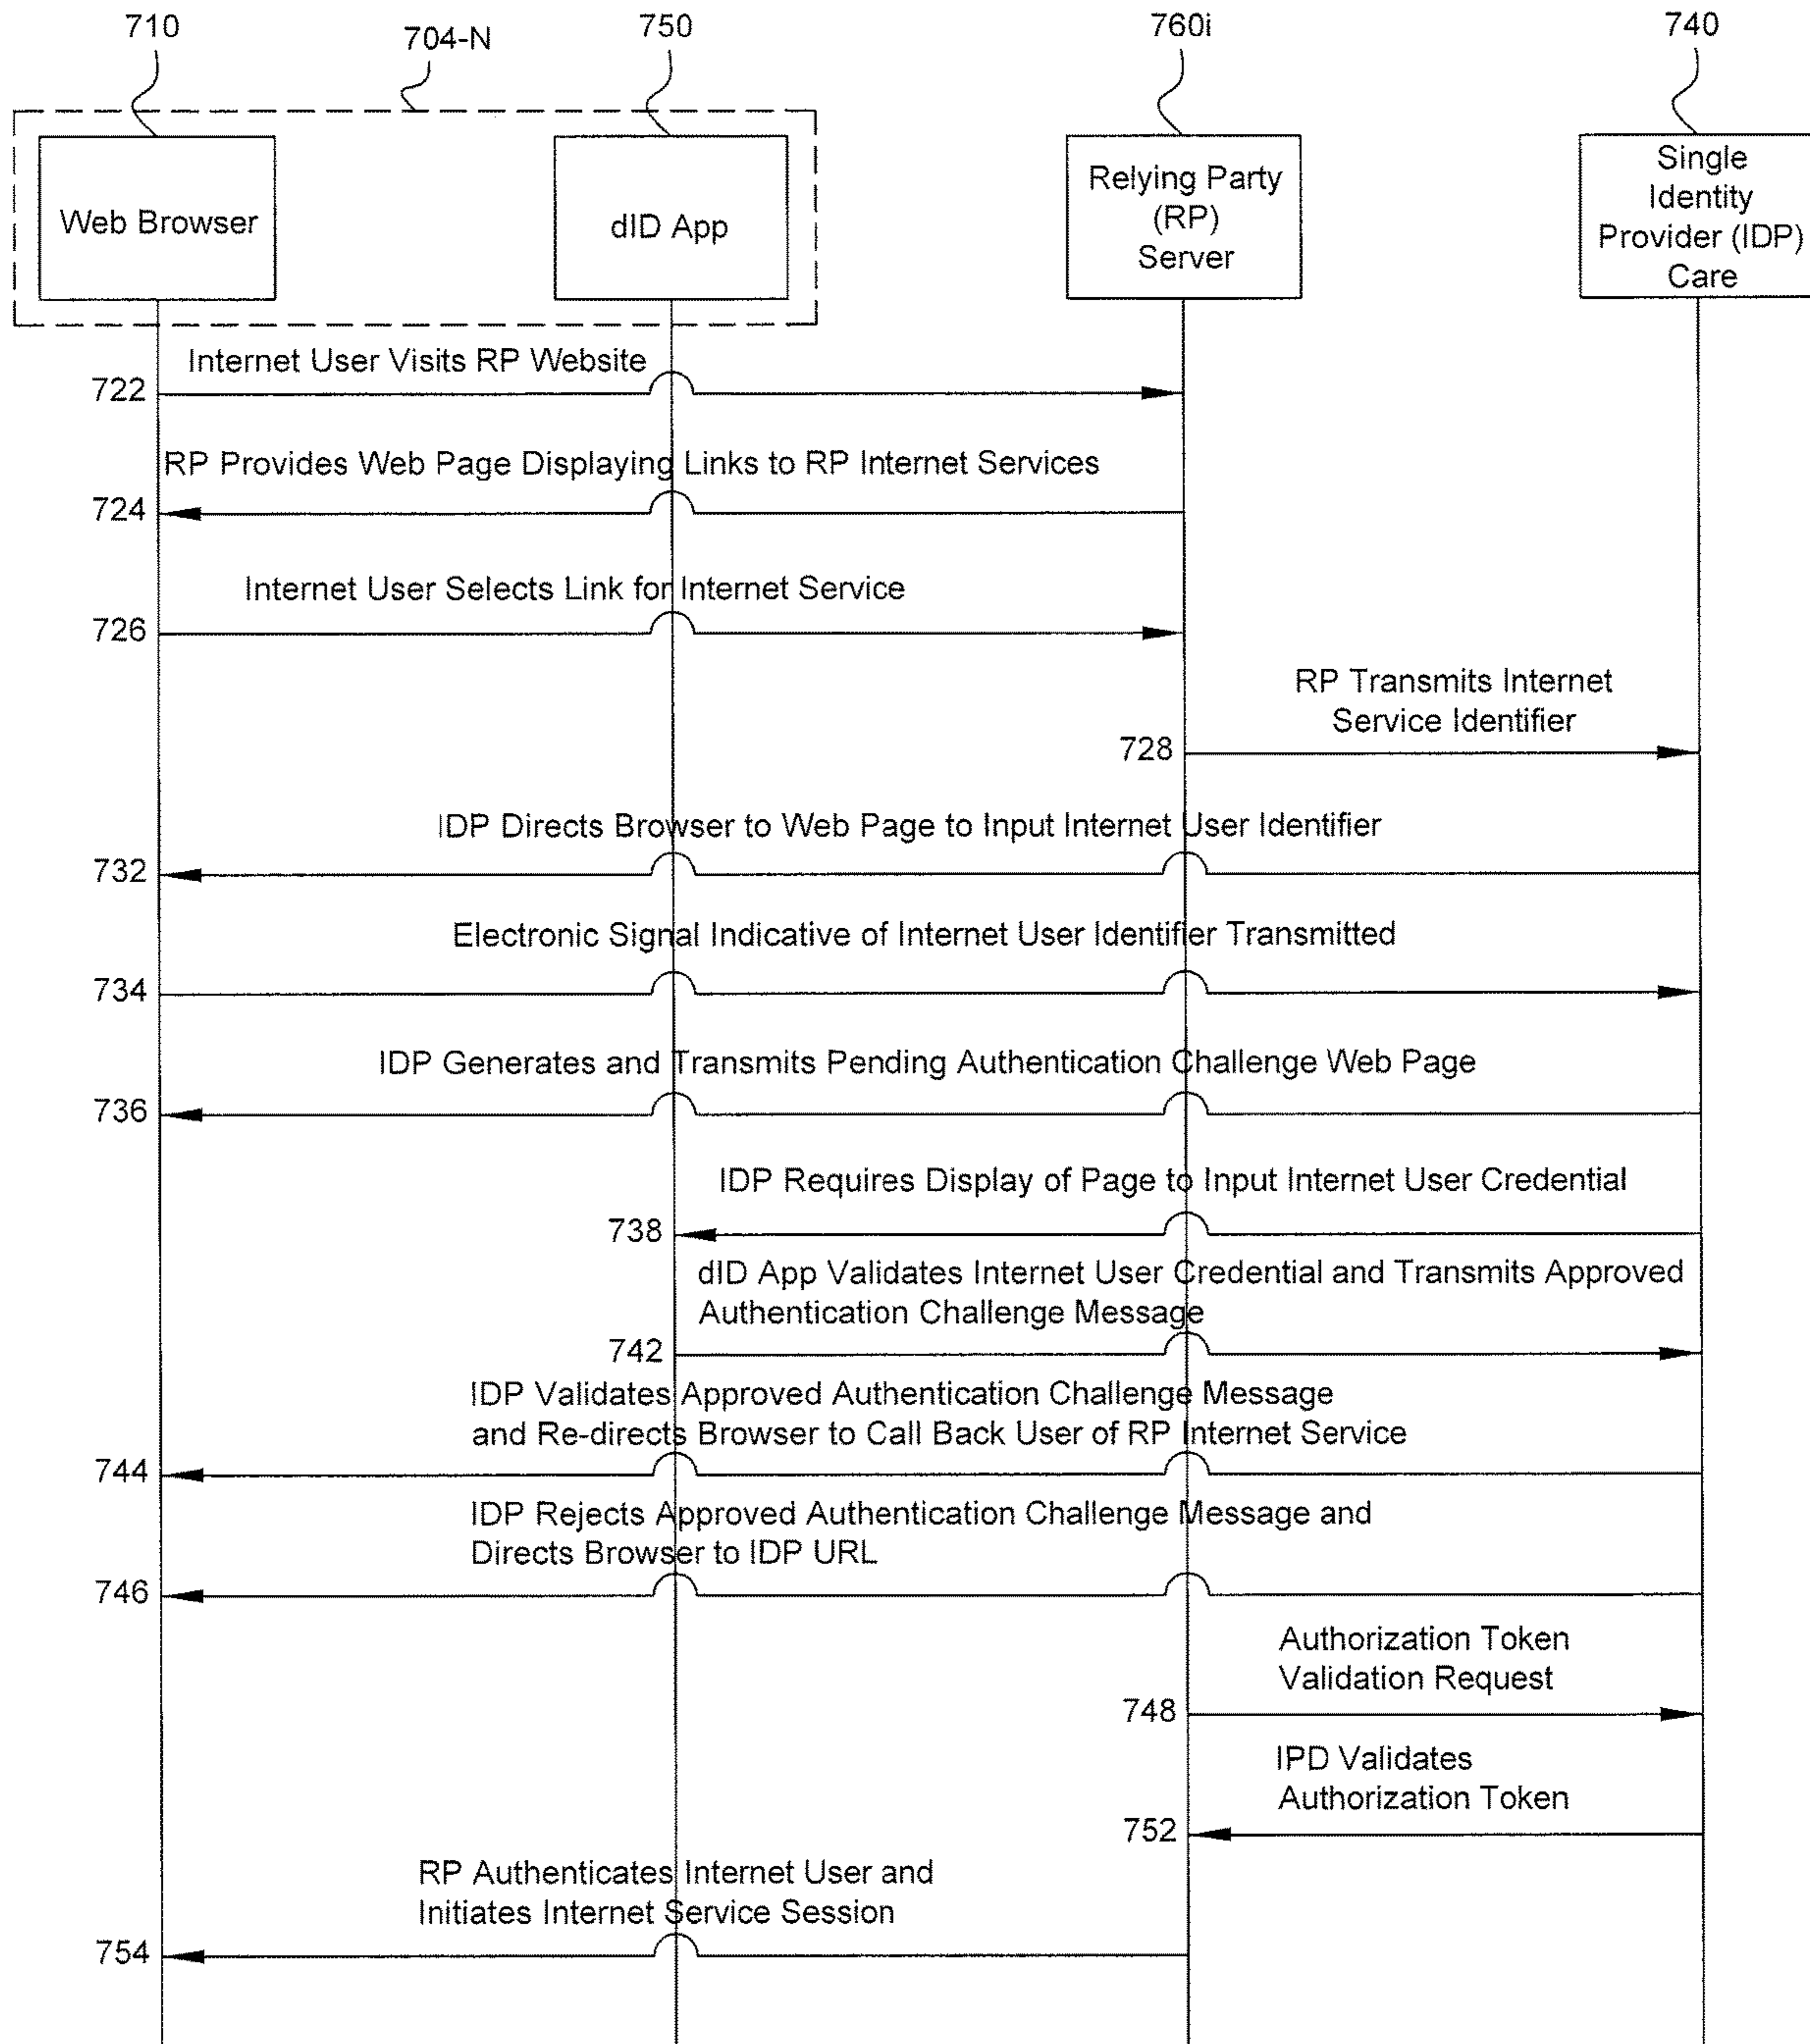 710
704-N
750
760i
740
Web Browser
dID App
Relying Party
(RP)
Server
Single
Identity
Provider (IDP)
Care
Internet User Visits RP Website
722
RP Provides Web Page Displaying Links to RP Internet Services
724
Internet User Selects Link for Internet Service
726
RP Transmits Internet
Service Identifier
728
IDP Directs Browser to Web Page to Input Internet User Identifier
732
Electronic Signal Indicative of Internet User Identifier Transmitted
734
IDP Generates and Transmits Pending Authentication Challenge Web Page
736
IDP Requires Display of Page to Input Internet User Credential
738
dID App Validates Internet User Credential and Transmits Approved
Authentication Challenge Message
742
IDP Validates Approved Authentication Challenge Message
and Re-directs Browser to Call Back User of RP Internet Service
744
IDP Rejects Approved Authentication Challenge Message and
Directs Browser to IDP URL
746
Authorization Token
Validation Request
748
IPD Validates
Authorization Token
752
RP Authenticates Internet User and
Initiates Internet Service Session
754